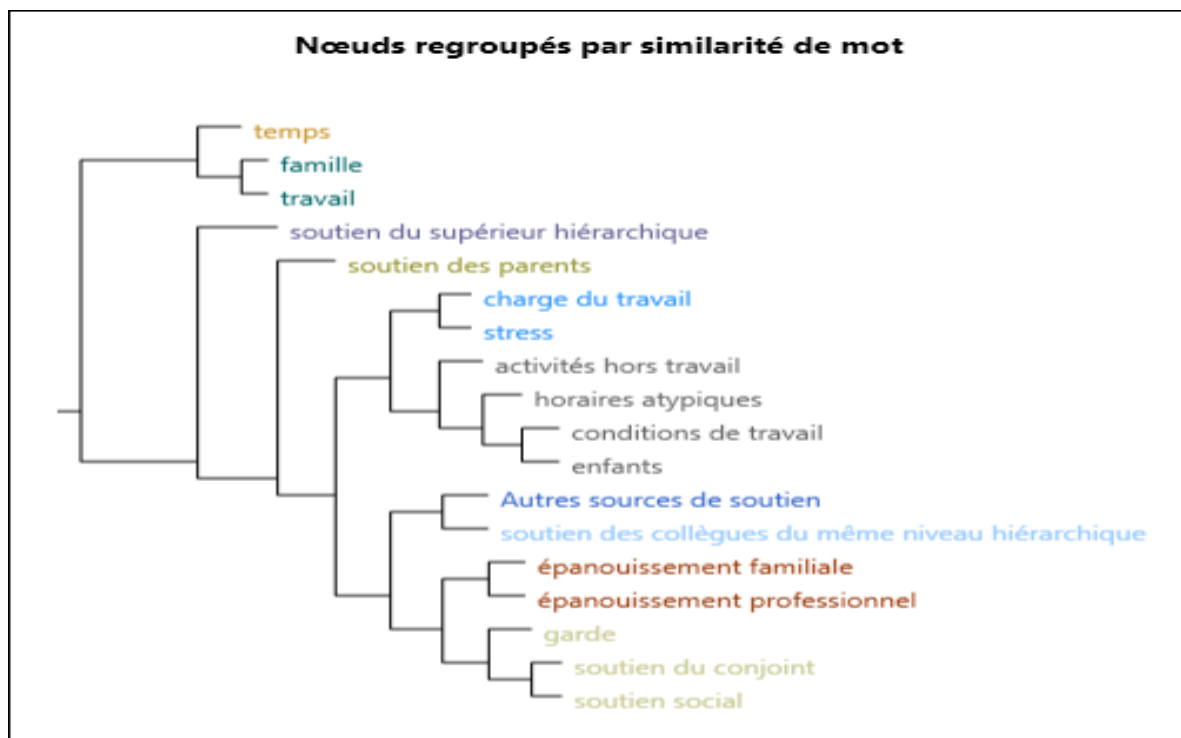 Nœuds regroupés par similarité de mot
temps
famille
travail
soutien du supérieur hiérarchique
soutien des parents
charge du travail
stress
activités hors travail
horaires atypiques
conditions de travail
enfants
Autres sources de soutien
soutien des collègues du même niveau hiérarchique
épanouissement familiale
épanouissement professionnel
garde
soutien du conjoint
soutien social